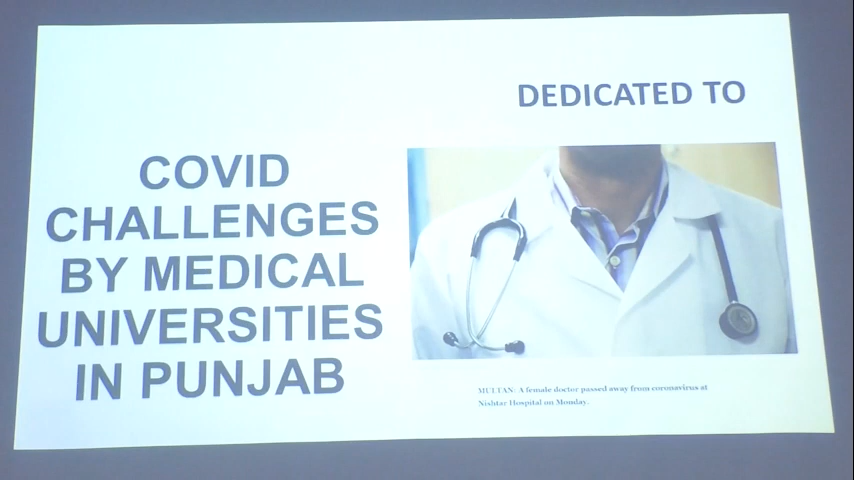 DEDICATED TO
COVID
CHALLENGES
BY MEDICAL
UNIVERSITIES
IN PUNJAB
MULTAN: A female doctor passed away from coronavirus at
Nishtar Hospital on Monday.